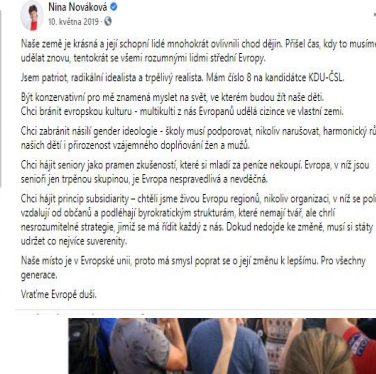 Nina Nováková
10. května 2019 ·
Naše země je krásná a její schopní lidé mnohokrát ovlivnili chod dějin. Přišel čas, kdy to musíme
udělat znovu, tentokrát se všemi rozumnými lidmi střední Evropy.
Jsem patriot, radikální idealista a trpělivý realista. Mám číslo 8 na kandidátce KDU-ČSL.
Být konzervativní pro mě znamená myslet na svět, ve kterém budou žít naše děti.
Chci bránit evropskou kulturu - multikulti z nás Evropanů udělá cizince ve vlastní zemi.
Chci zabránit násilí gender ideologie - školy musí podporovat, nikoliv narušovat, harmonický rů
našich dětí i přirozenost vzájemného doplňování žen a mužů.
Chci hájit seniory jako pramen zkušeností, které si mladí za peníze nekoupí. Evropa, v níž jsou
senioři jen trpěnou skupinou, je Evropa nespravedlivá a nevděčná.
Chci hájit princip subsidiarity – chtěli jsme živou Evropu regionů, nikoliv organizaci, v níž se poli
vzdalují od občanů a podléhají byrokratickým strukturám, které nemají tvář, ale chrlí
nesrozumitelné strategie, jimiž se má řídit každý z nás. Dokud nedojde ke změně, musí si státy
udržet co nejvíce suverenity.
Naše místo je v Evropské unii, proto má smysl poprat se o její změnu k lepšímu. Pro všechny
generace.
Vraťme Evropě duši.